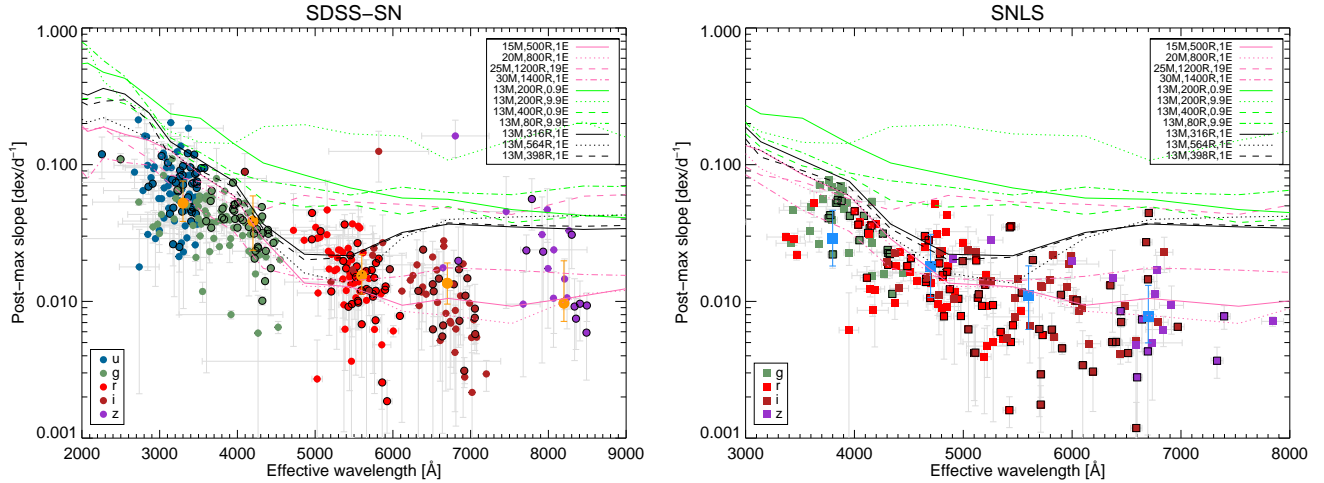 SDSS−SN
1.000
0.100
0.010
0.001
Post−max slope [dex/d⁻¹]
15M,500R,1E
20M,800R,1E
25M,1200R,19E
30M,1400R,1E
13M,200R,0.9E
13M,200R,9.9E
13M,400R,0.9E
13M,80R,9.9E
13M,316R,1E
13M,564R,1E
13M,398R,1E
u
g
r
i
z
2000 3000 4000 5000 6000 7000 8000 9000
Effective wavelength [Å]
SNLS
1.000
0.100
0.010
0.001
Post−max slope [dex/d⁻¹]
15M,500R,1E
20M,800R,1E
25M,1200R,19E
30M,1400R,1E
13M,200R,0.9E
13M,200R,9.9E
13M,400R,0.9E
13M,80R,9.9E
13M,316R,1E
13M,564R,1E
13M,398R,1E
g
r
i
z
3000 4000 5000 6000 7000 8000
Effective wavelength [Å]